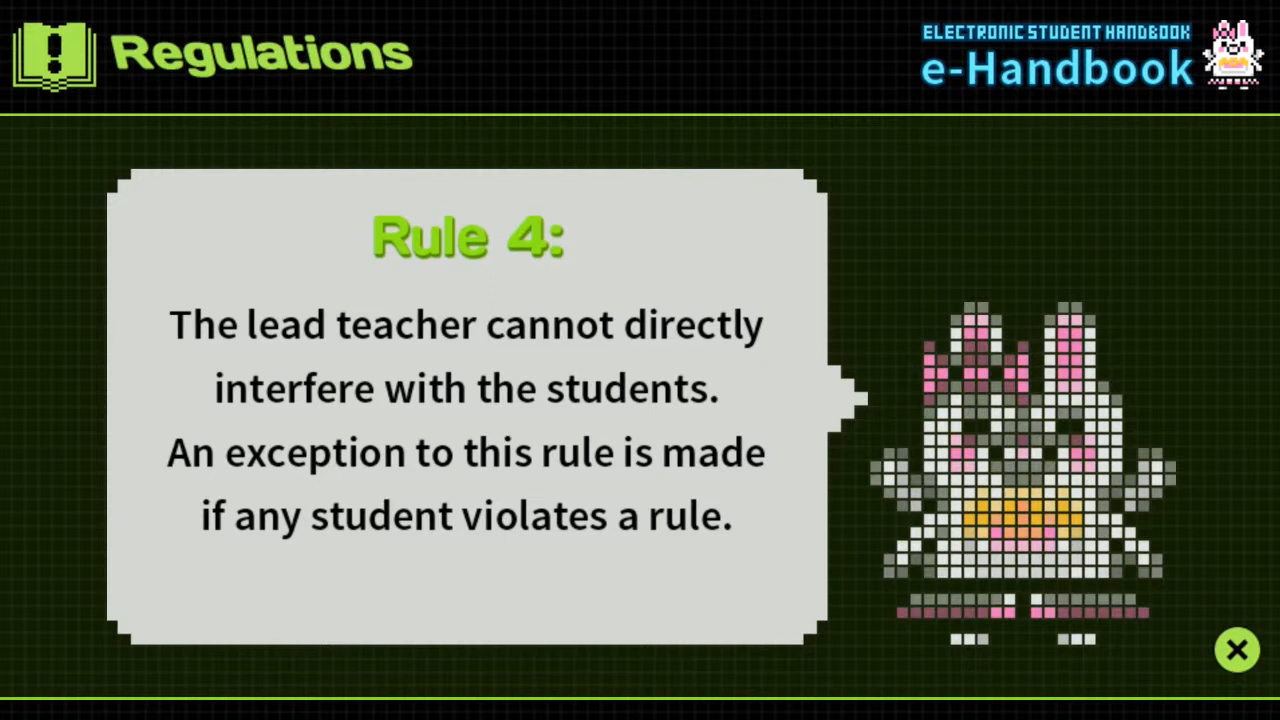 Regulations
ELECTRONIC STUDENT HANDBOOK
e-Handbook
Rule 4:
The lead teacher cannot directly
interfere with the students.
An exception to this rule is made
if any student violates a rule.